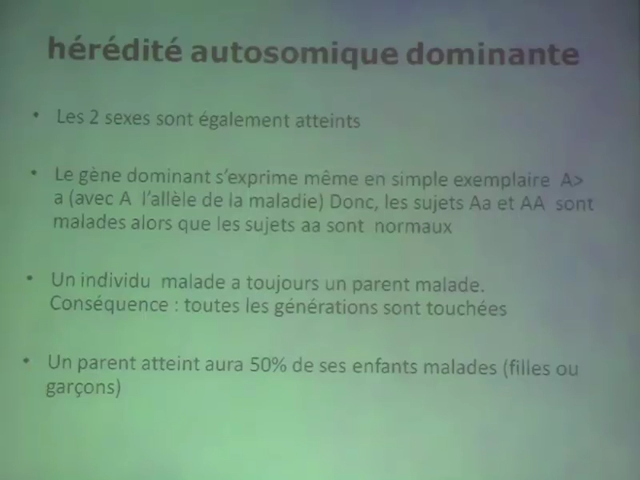 hérédité autosomique dominante
• Les 2 sexes sont également atteints
• Le gène dominant s'exprime même en simple exemplaire A>
a (avec A l'allèle de la maladie) Donc, les sujets Aa et AA sont
malades alors que les sujets aa sont normaux
• Un individu malade a toujours un parent malade.
Conséquence : toutes les générations sont touchées
• Un parent atteint aura 50% de ses enfants malades (filles ou
garçons)